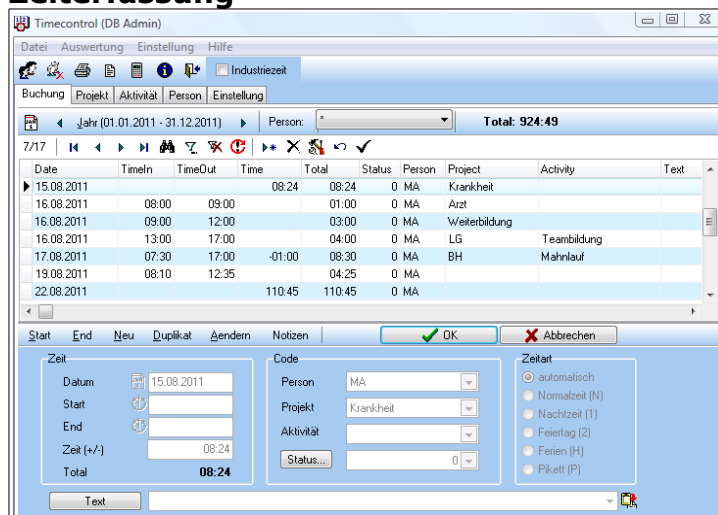 Zeiterfassung
Timecontrol (DB Admin)
Datei Auswertung Einstellung Hilfe
Industriezeit
Buchung Projekt Aktivität Person Einstellung
Jahr (01.01.2011 - 31.12.2011) Person: * Total: 924:49
7/17
Date TimeIn TimeOut Time Total Status Person Project Activity Text
15.08.2011 08:24 08:24 0 MA Krankheit
16.08.2011 08:00 09:00 01:00 0 MA Arzt
16.08.2011 09:00 12:00 03:00 0 MA Weiterbildung
16.08.2011 13:00 17:00 04:00 0 MA LG Teambildung
17.08.2011 07:30 17:00 -01:00 08:30 0 MA BH Mahnlauf
19.08.2011 08:10 12:35 04:25 0 MA
22.08.2011 110:45 110:45 0 MA
Start End Neu Duplikat Aendern Notizen OK Abbrechen
Zeit Code Zeitart
Datum 15.08.2011 Person MA automatisch
Normalzeit (N)
Start Projekt Krankheit Nachtzeit (1)
End Aktivität Feiertag (2)
Zeit (+/-) 08:24 Status... 0 Ferien (H)
Total 08:24 Pikett (P)
Text